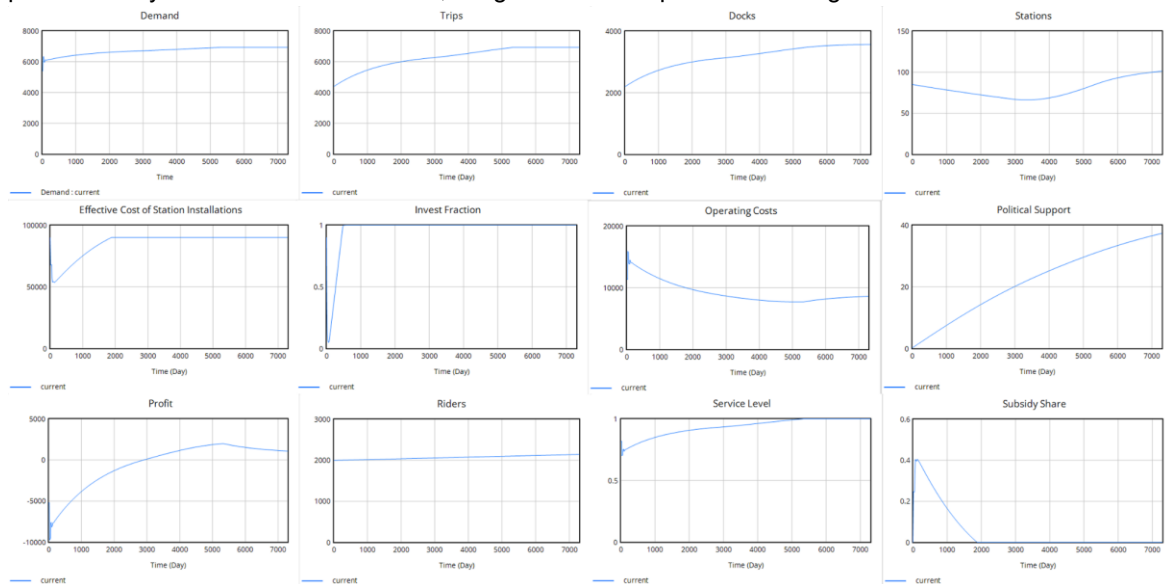 Demand
8000
6000
4000
2000
0
0 1000 2000 3000 4000 5000 6000 7000
Time
Demand : current
Trips
8000
6000
4000
2000
0
0 1000 2000 3000 4000 5000 6000 7000
Time (Day)
current
Docks
4000
2000
0
0 1000 2000 3000 4000 5000 6000 7000
Time (Day)
current
Stations
150
100
50
0
0 1000 2000 3000 4000 5000 6000 7000
Time (Day)
current
Effective Cost of Station Installations
100000
50000
0
0 1000 2000 3000 4000 5000 6000 7000
Time (Day)
current
Invest Fraction
1
0.5
0
0 1000 2000 3000 4000 5000 6000 7000
Time (Day)
current
Operating Costs
20000
10000
0
0 1000 2000 3000 4000 5000 6000 7000
Time (Day)
current
Political Support
40
20
0
0 1000 2000 3000 4000 5000 6000 7000
Time (Day)
current
Profit
5000
0
-5000
-10000
0 1000 2000 3000 4000 5000 6000 7000
Time (Day)
current
Riders
3000
2000
1000
0
0 1000 2000 3000 4000 5000 6000 7000
Time (Day)
current
Service Level
1
0.5
0
0 1000 2000 3000 4000 5000 6000 7000
Time (Day)
current
Subsidy Share
0.6
0.4
0.2
0
0 1000 2000 3000 4000 5000 6000 7000
Time (Day)
current